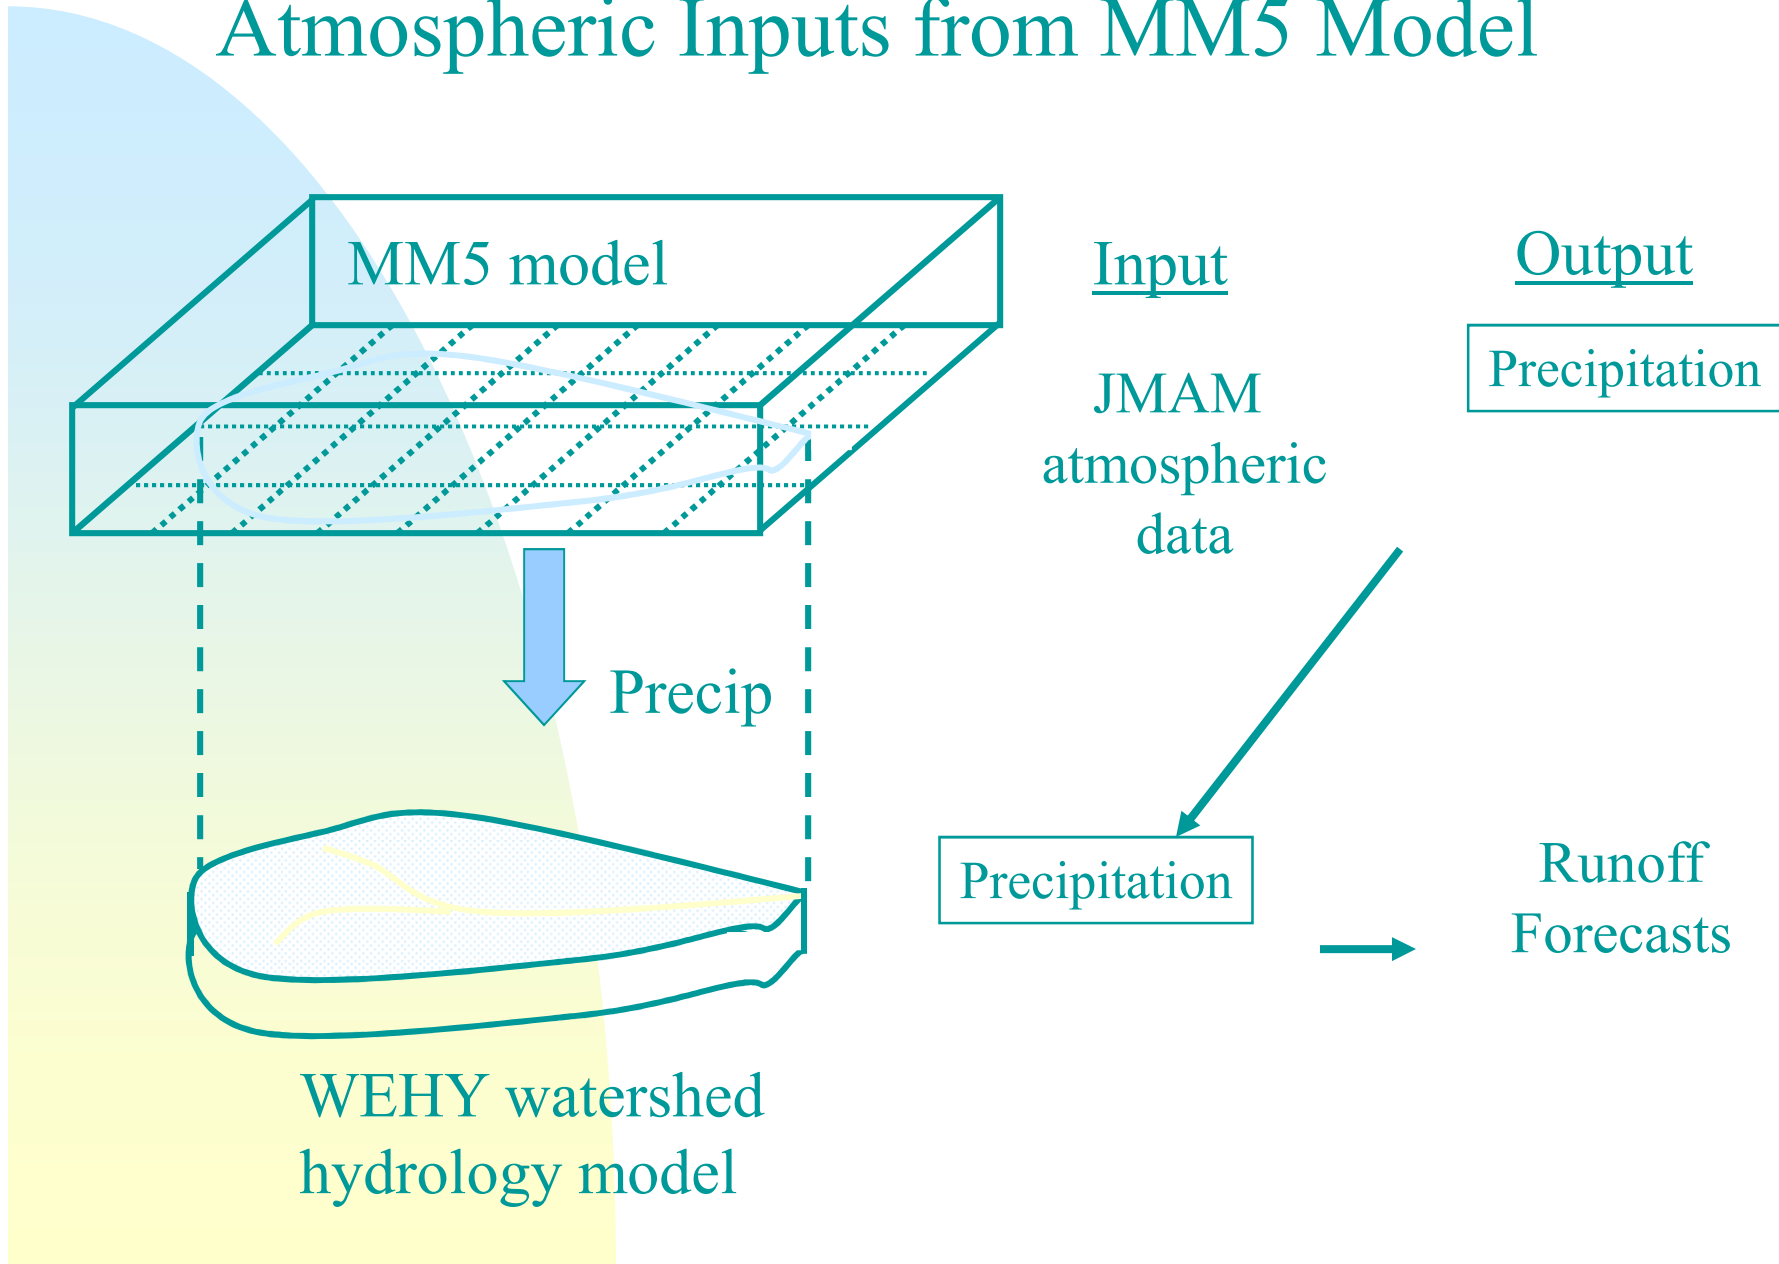 Atmospheric Inputs from MM5 Model
MM5 model
Input
Output
JMAM
atmospheric
data
Precipitation
Precip
Precipitation
Runoff
Forecasts
WEHY watershed
hydrology model